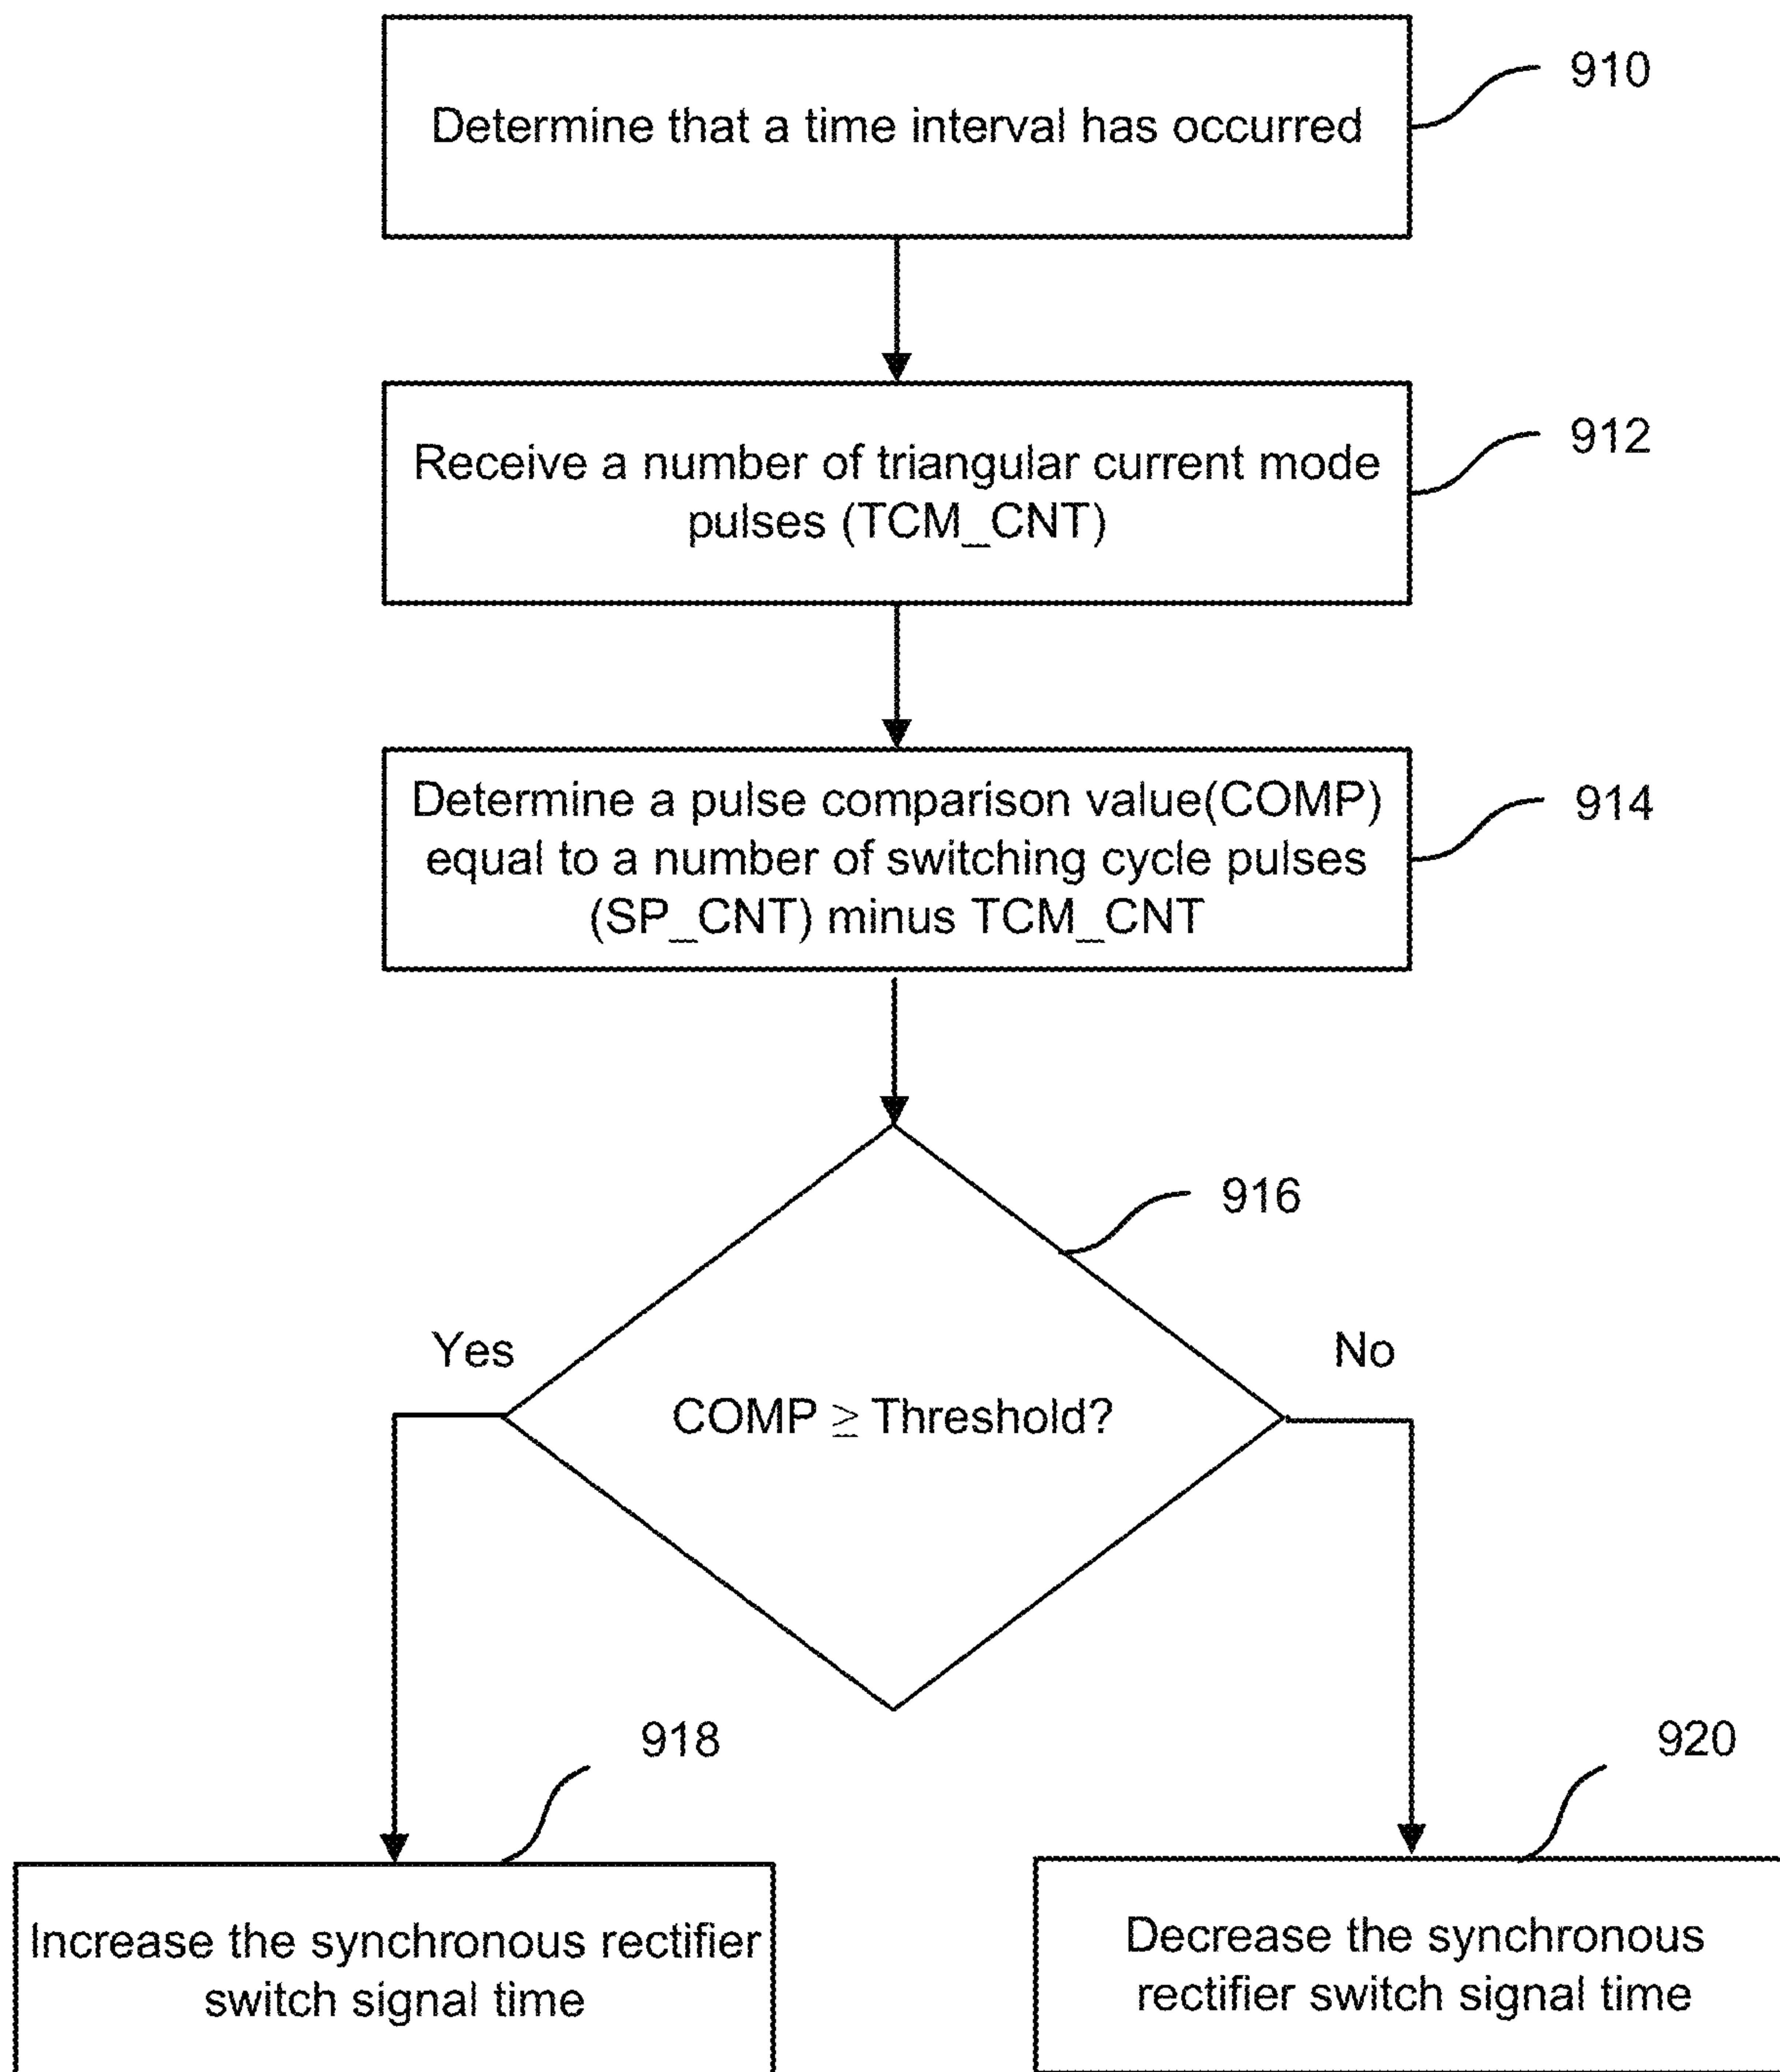 Determine that a time interval has occurred
910
Receive a number of triangular current mode
pulses (TCM_CNT)
912
Determine a pulse comparison value(COMP)
equal to a number of switching cycle pulses
(SP_CNT) minus TCM_CNT
914
916
Yes
No
COMP ≥ Threshold?
918
920
Increase the synchronous rectifier
switch signal time
Decrease the synchronous
rectifier switch signal time